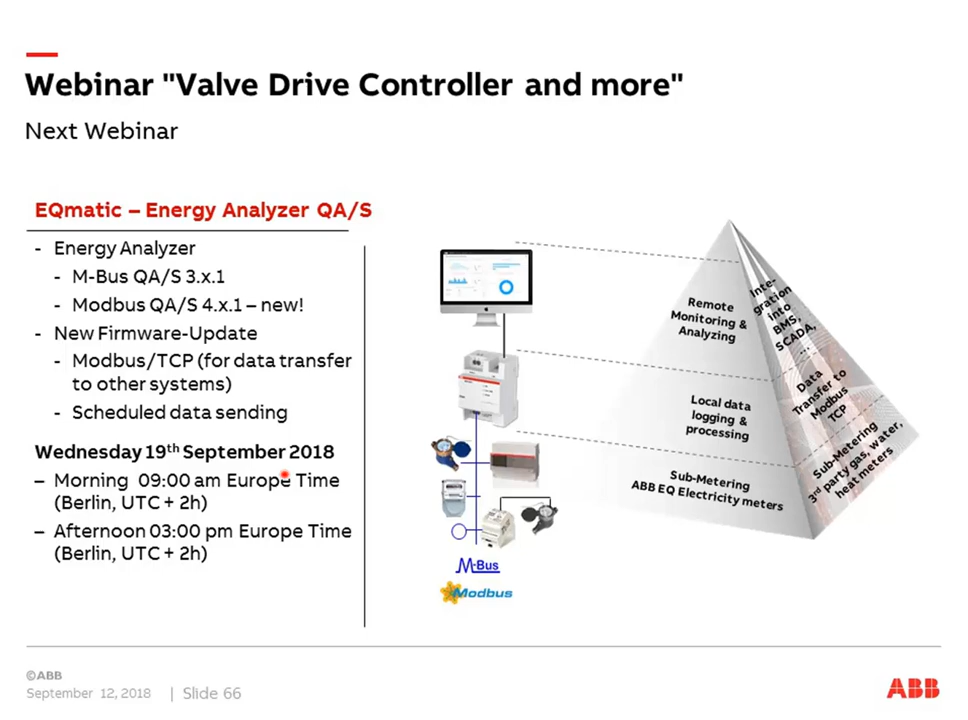 Webinar "Valve Drive Controller and more"
Next Webinar
EQmatic – Energy Analyzer QA/S
- Energy Analyzer
- M-Bus QA/S 3.x.1
- Modbus QA/S 4.x.1 – new!
- New Firmware-Update
- Modbus/TCP (for data transfer
to other systems)
- Scheduled data sending
Wednesday 19th September 2018
– Morning 09:00 am Europe Time
(Berlin, UTC + 2h)
– Afternoon 03:00 pm Europe Time
(Berlin, UTC + 2h)
M-Bus
Modbus
Remote
Monitoring &
Analyzing
Local data
logging &
processing
Sub-Metering
ABB EQ Electricity meters
Inte-
gration
into
BMS,
SCADA,
...
Data
Transfer to
Modbus
TCP
Sub-Metering
3rd party gas, water,
heat meters
©ABB
September 12, 2018 | Slide 66
ABB